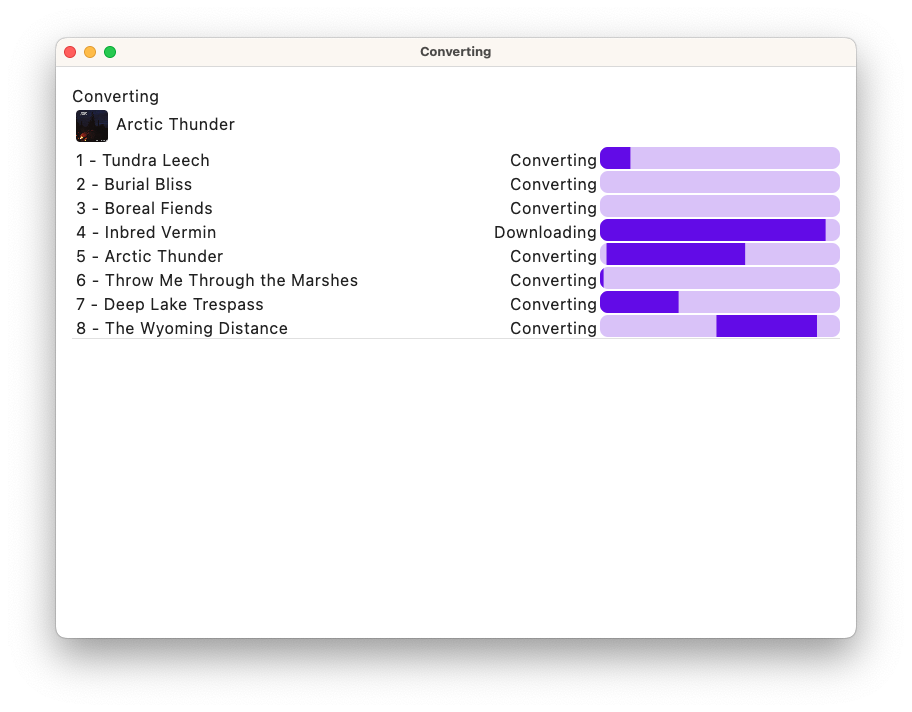 Converting
Converting
Arctic Thunder
1 - Tundra Leech Converting
2 - Burial Bliss Converting
3 - Boreal Fiends Converting
4 - Inbred Vermin Downloading
5 - Arctic Thunder Converting
6 - Throw Me Through the Marshes Converting
7 - Deep Lake Trespass Converting
8 - The Wyoming Distance Converting